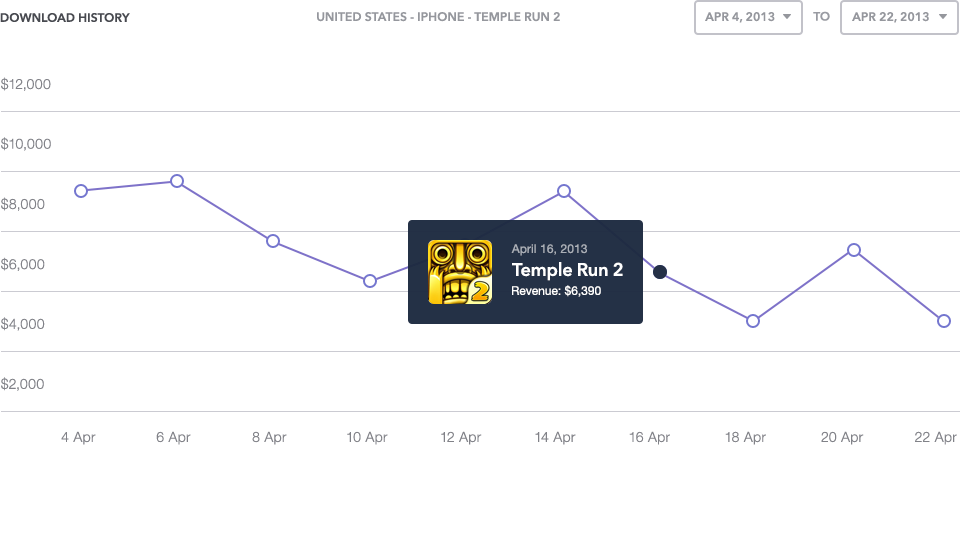 DOWNLOAD HISTORY
UNITED STATES - IPHONE - TEMPLE RUN 2
APR 4, 2013 TO APR 22, 2013
$12,000
$10,000
$8,000
$6,000
$4,000
$2,000
April 16, 2013
Temple Run 2
Revenue: $6,390
2
4 Apr 6 Apr 8 Apr 10 Apr 12 Apr 14 Apr 16 Apr 18 Apr 20 Apr 22 Apr